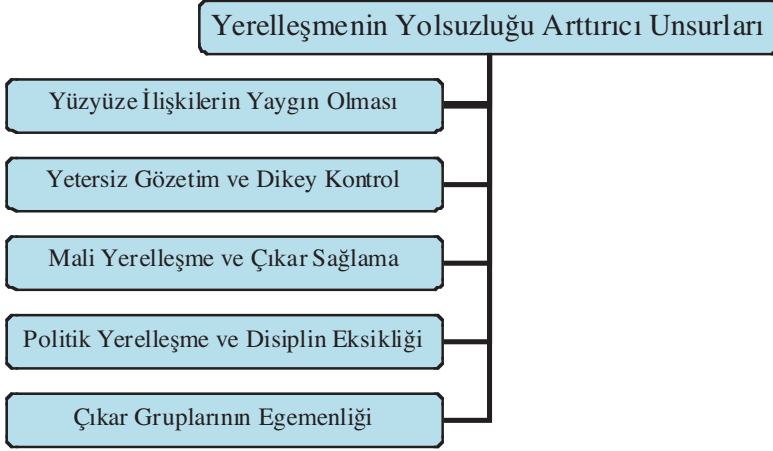 Yerelleşmenin Yolsuzluğu Arttırıcı Unsurları
Yüzyüze İlişkilerin Yaygın Olması
Yetersiz Gözetim ve Dikey Kontrol
Mali Yerelleşme ve Çıkar Sağlama
Politik Yerelleşme ve Disiplin Eksikliği
Çıkar Gruplarının Egemenliği